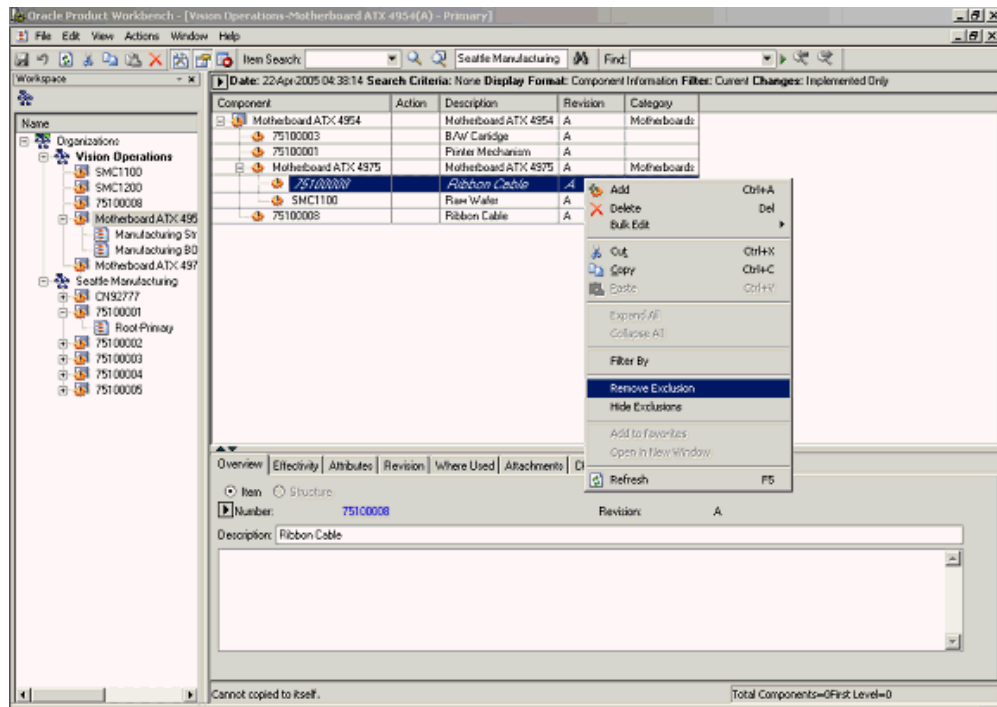 Oracle Product Workbench - [Vision Operations-Motherboard ATX 4954(A) - Primary]
File Edit View Actions Window Help
Item Search: Seattle Manufacturing Find:
Workspace
Date: 22-Apr-2005 04:38:14 Search Criteria: None Display Format: Component Information Filter: Current Changes: Implemented Only
Name
Organizations
Vision Operations
SMC1100
SMC1200
75100008
Motherboard ATX 495
Manufacturing Str
Manufacturing BO
Motherboard ATX 497
Seattle Manufacturing
CN92777
75100001
Root-Primary
75100002
75100003
75100004
75100005
Component Action Description Revision Category
Motherboard ATX 4954 Motherboard ATX 4954 A Motherboards
75100003 B/W Cartidge A
75100001 Printer Mechanism A
Motherboard ATX 4975 Motherboard ATX 4975 A Motherboards
75100008 Ribbon Cable A
SMC1100 Raw Wafer A
75100008 Ribbon Cable A
Add Ctrl+A
Delete Del
Bulk Edit
Cut Ctrl+X
Copy Ctrl+C
Paste Ctrl+V
Expand All
Collapse All
Filter By
Remove Exclusion
Hide Exclusions
Add to Favorites
Open in New Window
Refresh F5
Overview Effectivity Attributes Revision Where Used Attachments
Item Structure
Number: 75100008 Revision: A
Description: Ribbon Cable
Cannot copied to itself. Total Components=0First Level=0